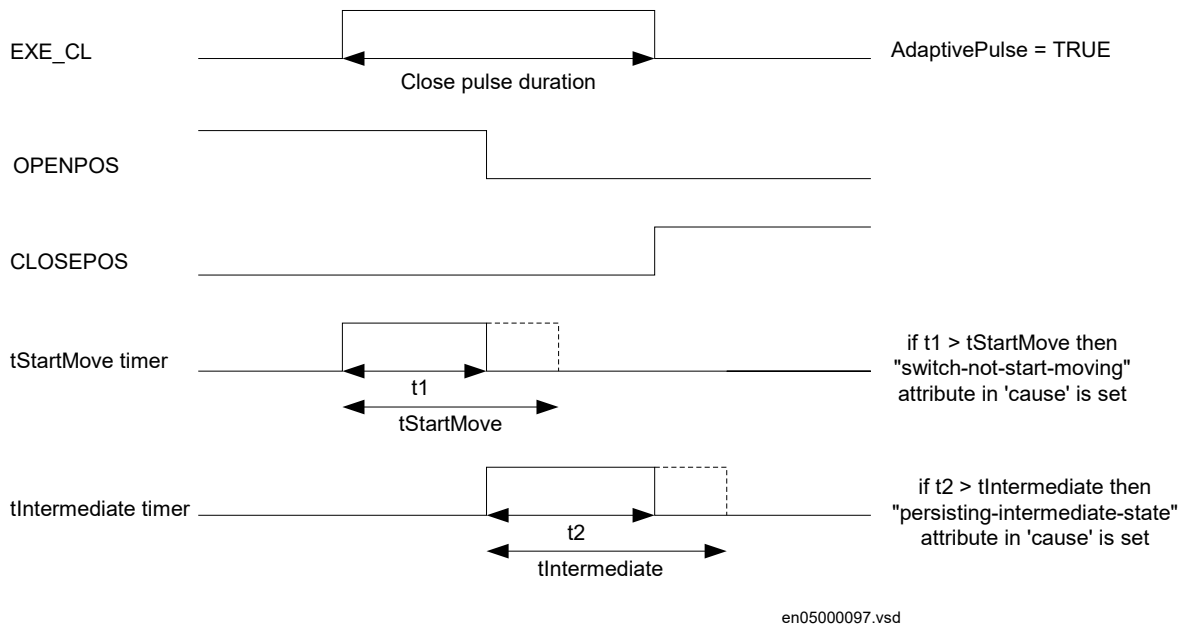 EXE_CL
AdaptivePulse = TRUE
Close pulse duration
OPENPOS
CLOSEPOS
tStartMove timer
t1
tStartMove
if t1 > tStartMove then
"switch-not-start-moving"
attribute in 'cause' is set
tIntermediate timer
t2
tIntermediate
if t2 > tIntermediate then
"persisting-intermediate-state"
attribute in 'cause' is set
en05000097.vsd